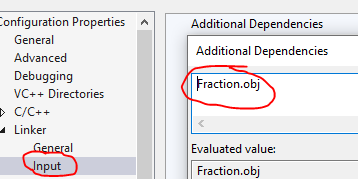 Configuration Properties
General
Advanced
Debugging
VC++ Directories
C/C++
Linker
General
Input
Additional Dependencies
Additional Dependencies
Fraction.obj
Evaluated value:
Fraction.obj